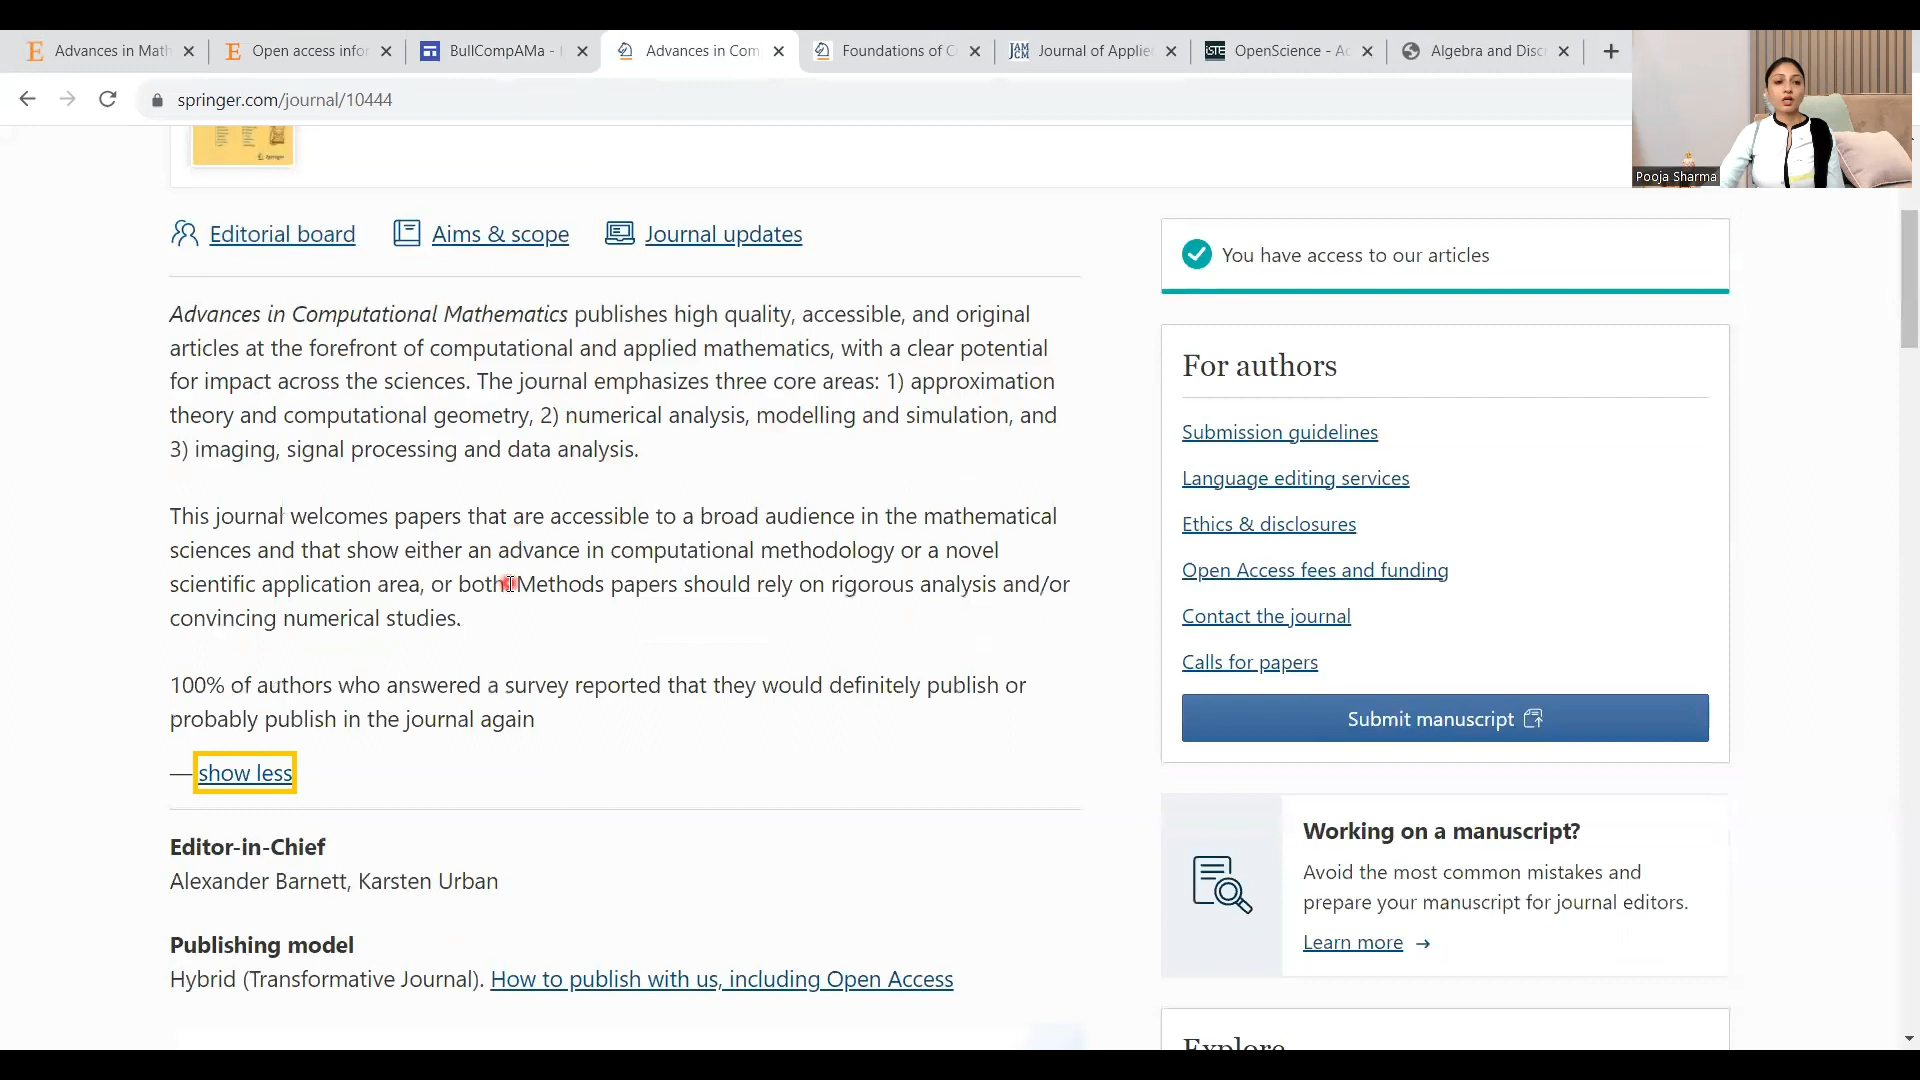 Advances in Math
Open access infor
BullCompAMa -
Advances in Com
Foundations of C
JAMCM Journal of Applie
iSTE OpenScience - Ac
Algebra and Disc
springer.com/journal/10444
Pooja Sharma
Springer
Editorial board
Aims & scope
Journal updates
You have access to our articles
Advances in Computational Mathematics publishes high quality, accessible, and original
articles at the forefront of computational and applied mathematics, with a clear potential
for impact across the sciences. The journal emphasizes three core areas: 1) approximation
theory and computational geometry, 2) numerical analysis, modelling and simulation, and
3) imaging, signal processing and data analysis.
This journal welcomes papers that are accessible to a broad audience in the mathematical
sciences and that show either an advance in computational methodology or a novel
scientific application area, or both. Methods papers should rely on rigorous analysis and/or
convincing numerical studies.
100% of authors who answered a survey reported that they would definitely publish or
probably publish in the journal again
— show less
Editor-in-Chief
Alexander Barnett, Karsten Urban
Publishing model
Hybrid (Transformative Journal). How to publish with us, including Open Access
For authors
Submission guidelines
Language editing services
Ethics & disclosures
Open Access fees and funding
Contact the journal
Calls for papers
Submit manuscript
Working on a manuscript?
Avoid the most common mistakes and
prepare your manuscript for journal editors.
Learn more →
Explore